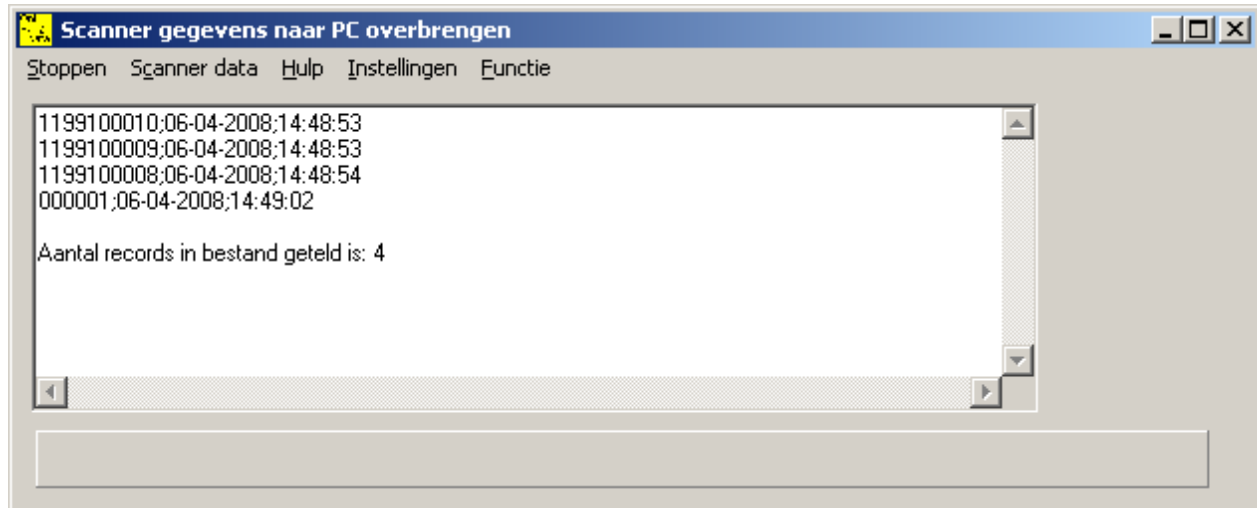 Scanner gegevens naar PC overbrengen
Stoppen Scanner data Hulp Instellingen Functie
1199100010;06-04-2008;14:48:53
1199100009;06-04-2008;14:48:53
1199100008;06-04-2008;14:48:54
000001;06-04-2008;14:49:02
Aantal records in bestand geteld is: 4